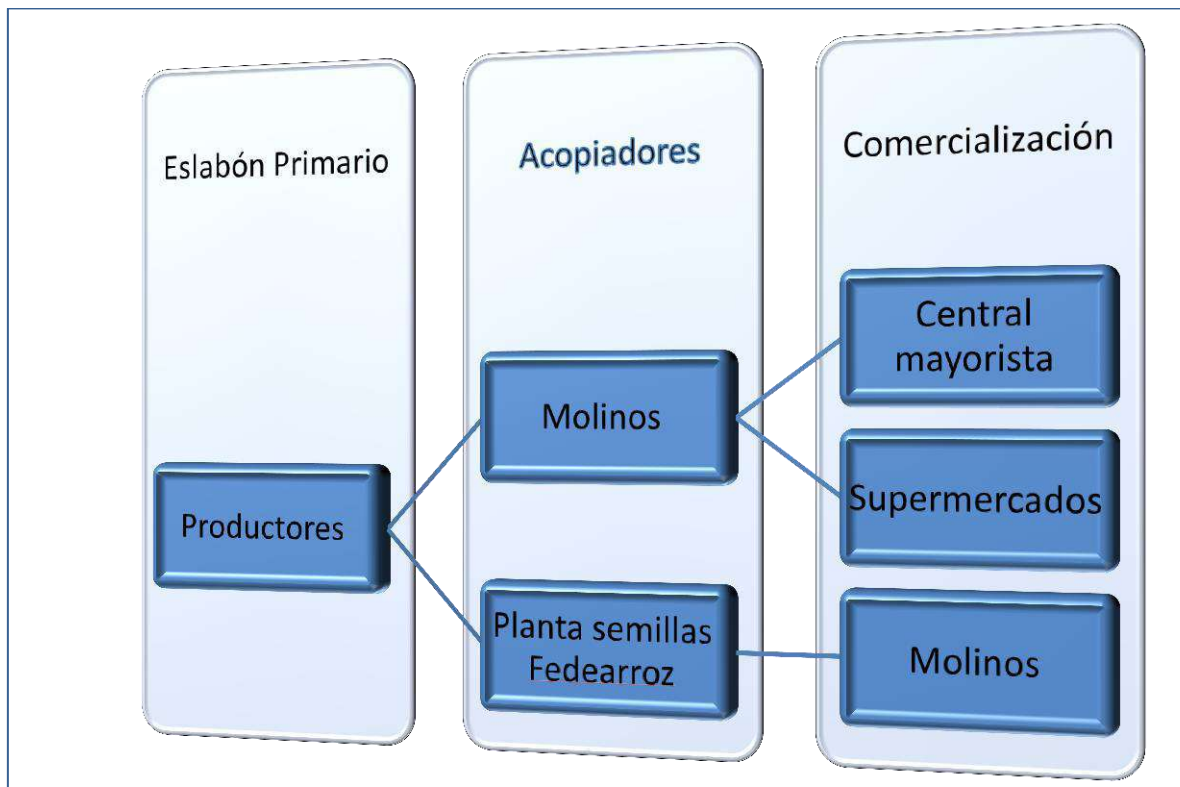 Eslabón Primario
Productores
Acopiadores
Molinos
Planta semillas
Fedearroz
Comercialización
Central
mayorista
Supermercados
Molinos